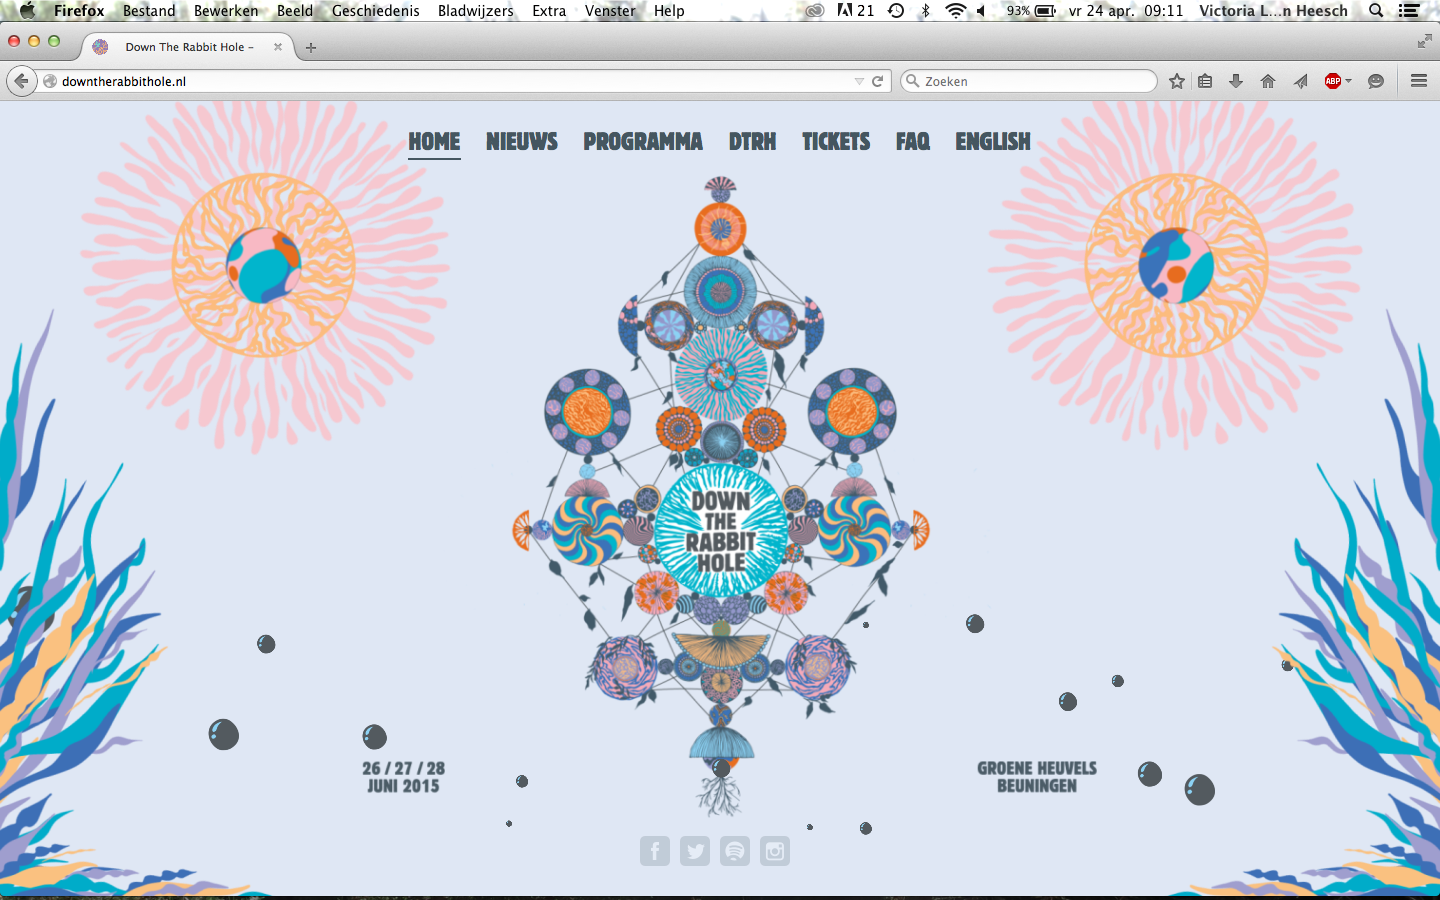 Firefox Bestand Bewerken Beeld Geschiedenis Bladwijzers Extra Venster Help 21 93% vr 24 apr. 09:11 Victoria L...n Heesch
Down The Rabbit Hole –
downtherabbithole.nl
Zoeken
ABP
HOME NIEUWS PROGRAMMA DTRH TICKETS FAQ ENGLISH
DOWN
THE
RABBIT
HOLE
26 / 27 / 28
JUNI 2015
GROENE HEUVELS
BEUNINGEN